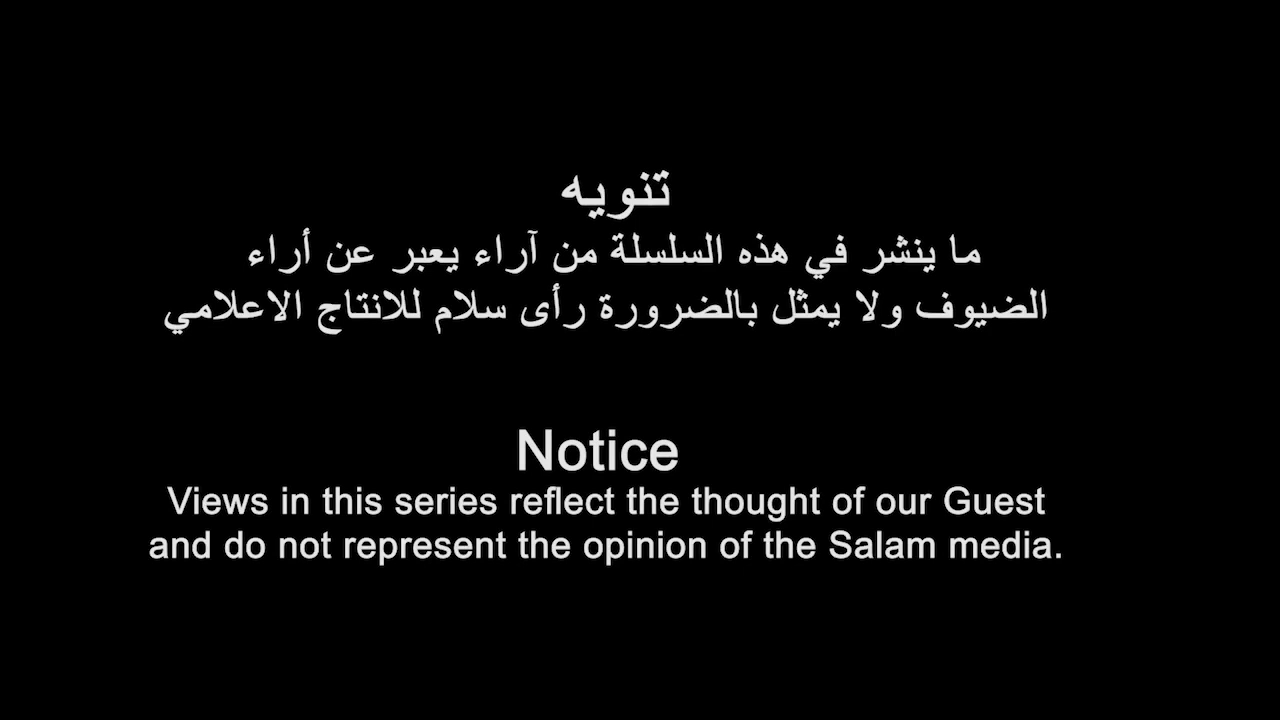 تنويه
ما ينشر في هذه السلسلة من آراء يعبر عن أراء
الضيوف ولا يمثل بالضرورة رأى سلام للانتاج الاعلامي
Notice
Views in this series reflect the thought of our Guest
and do not represent the opinion of the Salam media.